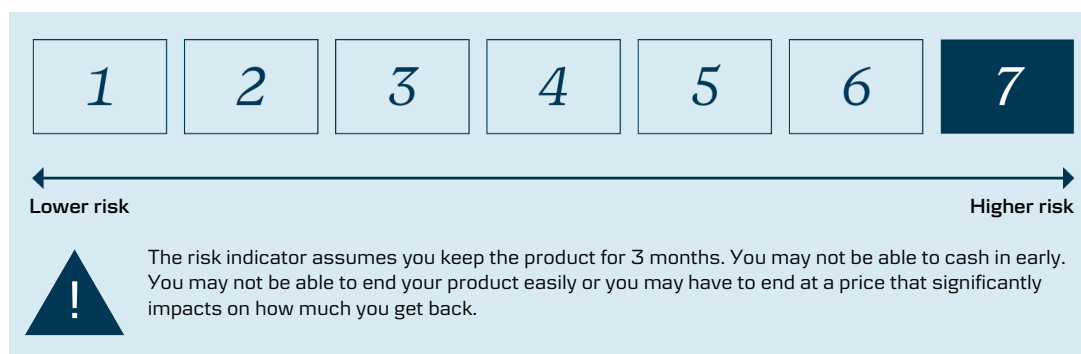 1 2 3 4 5 6 7
Lower risk Higher risk
! The risk indicator assumes you keep the product for 3 months. You may not be able to cash in early.
You may not be able to end your product easily or you may have to end at a price that significantly
impacts on how much you get back.